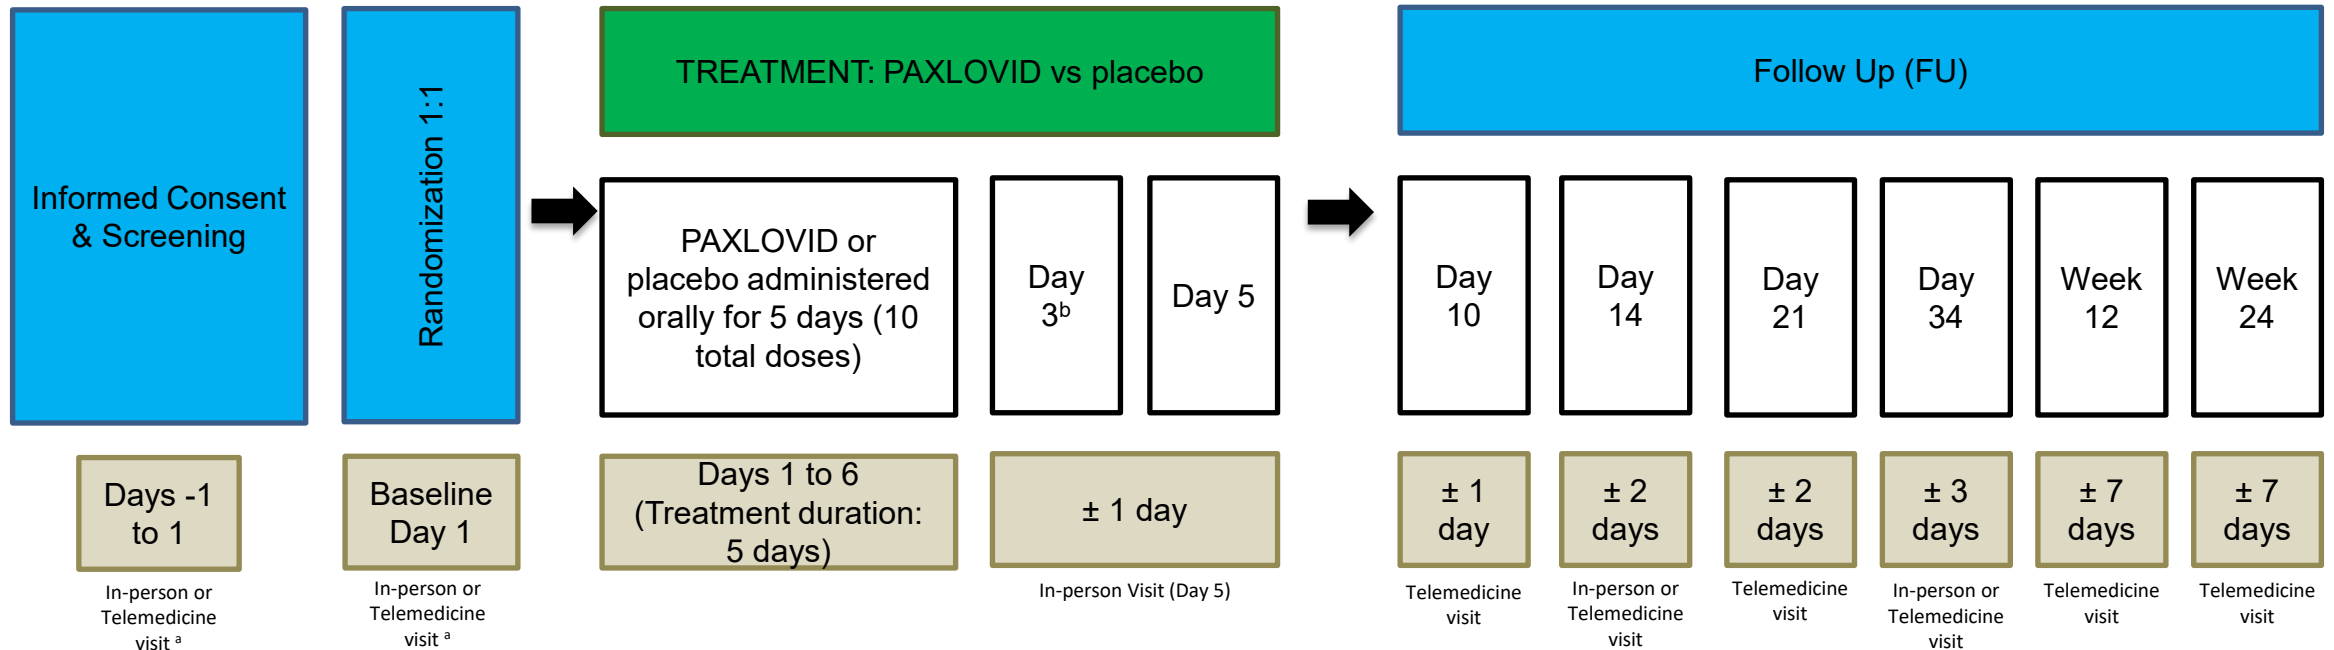 Informed Consent
& Screening
Randomization 1:1
TREATMENT: PAXLOVID vs placebo
Follow Up (FU)
PAXLOVID or
placebo administered
orally for 5 days (10
total doses)
Day
3ᵇ
Day 5
Day
10
Day
14
Day
21
Day
34
Week
12
Week
24
Days -1
to 1
Baseline
Day 1
Days 1 to 6
(Treatment duration:
5 days)
± 1 day
± 1
day
± 2
days
± 2
days
± 3
days
± 7
days
± 7
days
In-person or
Telemedicine
visit ᵃ
In-person or
Telemedicine
visit ᵃ
In-person Visit (Day 5)
Telemedicine
visit
In-person or
Telemedicine
visit
Telemedicine
visit
In-person or
Telemedicine
visit
Telemedicine
visit
Telemedicine
visit